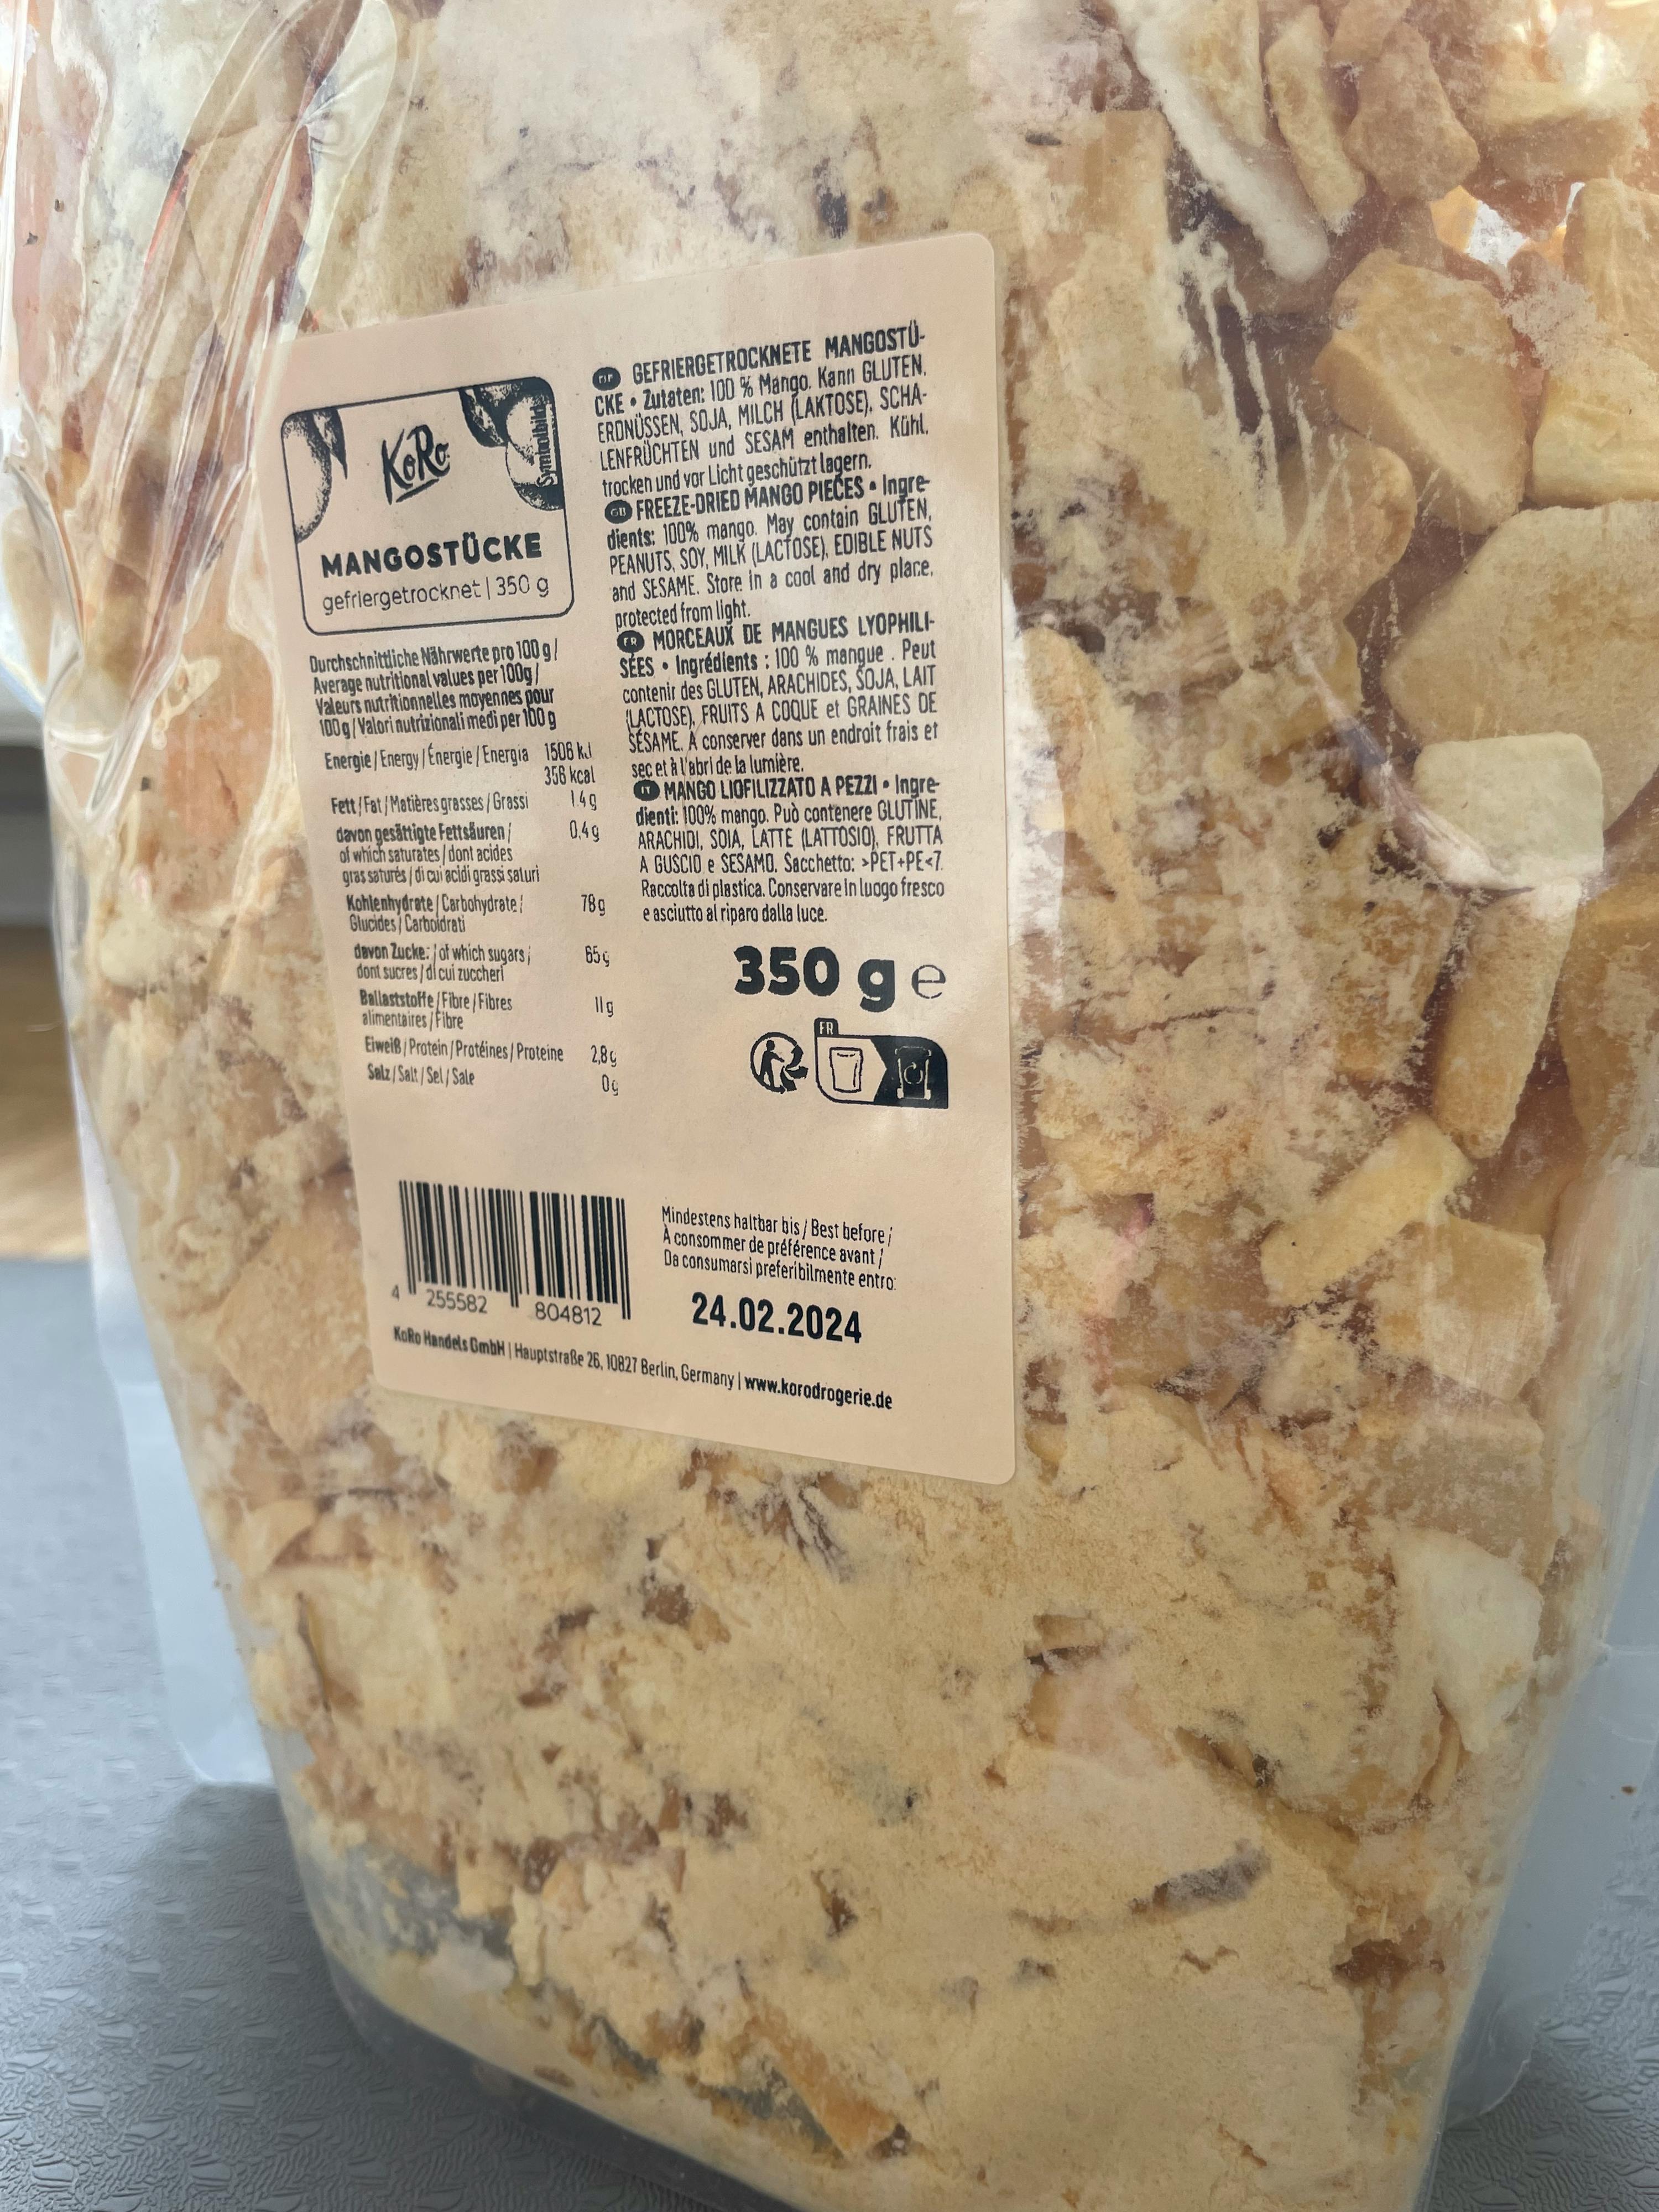 KoRo
Symbolbild
MANGOSTÜCKE
gefriergetrocknet | 350 g
Durchschnittliche Nährwerte pro 100 g /
Average nutritional values per 100g /
Valeurs nutritionnelles moyennes pour
100 g / Valori nutrizionali medi per 100 g
Energie / Energy / Énergie / Energia 1506 kJ
356 kcal
Fett / Fat / Matières grasses / Grassi 1.4 g
davon gesättigte Fettsäuren / 0.4 g
of which saturates / dont acides
gras saturés / di cui acidi grassi saturi
Kohlenhydrate / Carbohydrate / 78 g
Glucides / Carboidrati
davon Zucker / of which sugars / 65 g
dont sucres / di cui zuccheri
Ballaststoffe / Fibre / Fibres 11 g
alimentaires / Fibre
Eiweiß / Protein / Protéines / Proteine 2,8 g
Salz / Salt / Sel / Sale 0 g
DE GEFRIERGETROCKNETE MANGOSTÜ-
CKE • Zutaten: 100 % Mango. Kann GLUTEN,
ERDNÜSSEN, SOJA, MILCH (LAKTOSE), SCHA-
LENFRÜCHTEN und SESAM enthalten. Kühl,
trocken und vor Licht geschützt lagern.
GB FREEZE-DRIED MANGO PIECES • Ingre-
dients: 100% mango. May contain GLUTEN,
PEANUTS, SOY, MILK (LACTOSE), EDIBLE NUTS
and SESAME. Store in a cool and dry place,
protected from light.
FR MORCEAUX DE MANGUES LYOPHILI-
SÉES • Ingrédients : 100 % mangue . Peut
contenir des GLUTEN, ARACHIDES, SOJA, LAIT
(LACTOSE), FRUITS A COQUE et GRAINES DE
SÉSAME. À conserver dans un endroit frais et
sec et à l'abri de la lumière.
IT MANGO LIOFILIZZATO A PEZZI • Ingre-
dienti: 100% mango. Può contenere GLUTINE,
ARACHIDI, SOIA, LATTE (LATTOSIO), FRUTTA
A GUSCIO e SESAMO. Sacchetto: >PET+PE<7.
Raccolta di plastica. Conservare in luogo fresco
e asciutto al riparo dalla luce.
350 g e
FR
4 255582 804812
Mindestens haltbar bis / Best before /
À consommer de préférence avant /
Da consumarsi preferibilmente entro:
24.02.2024
KoRo Handels GmbH | Hauptstraße 26, 10827 Berlin, Germany | www.korodrogerie.de